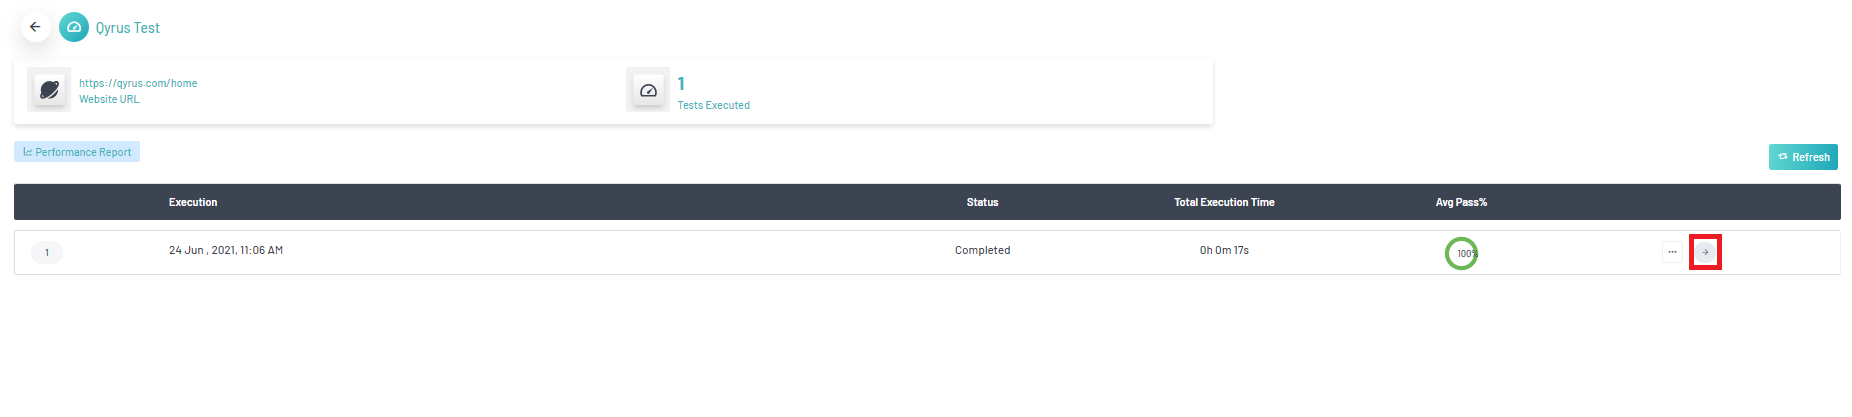 Qyrus Test
https://qyrus.com/home
Website URL
1
Tests Executed
Performance Report
Refresh
Execution Status Total Execution Time Avg Pass%
1 24 Jun , 2021, 11:06 AM Completed 0h 0m 17s 100%